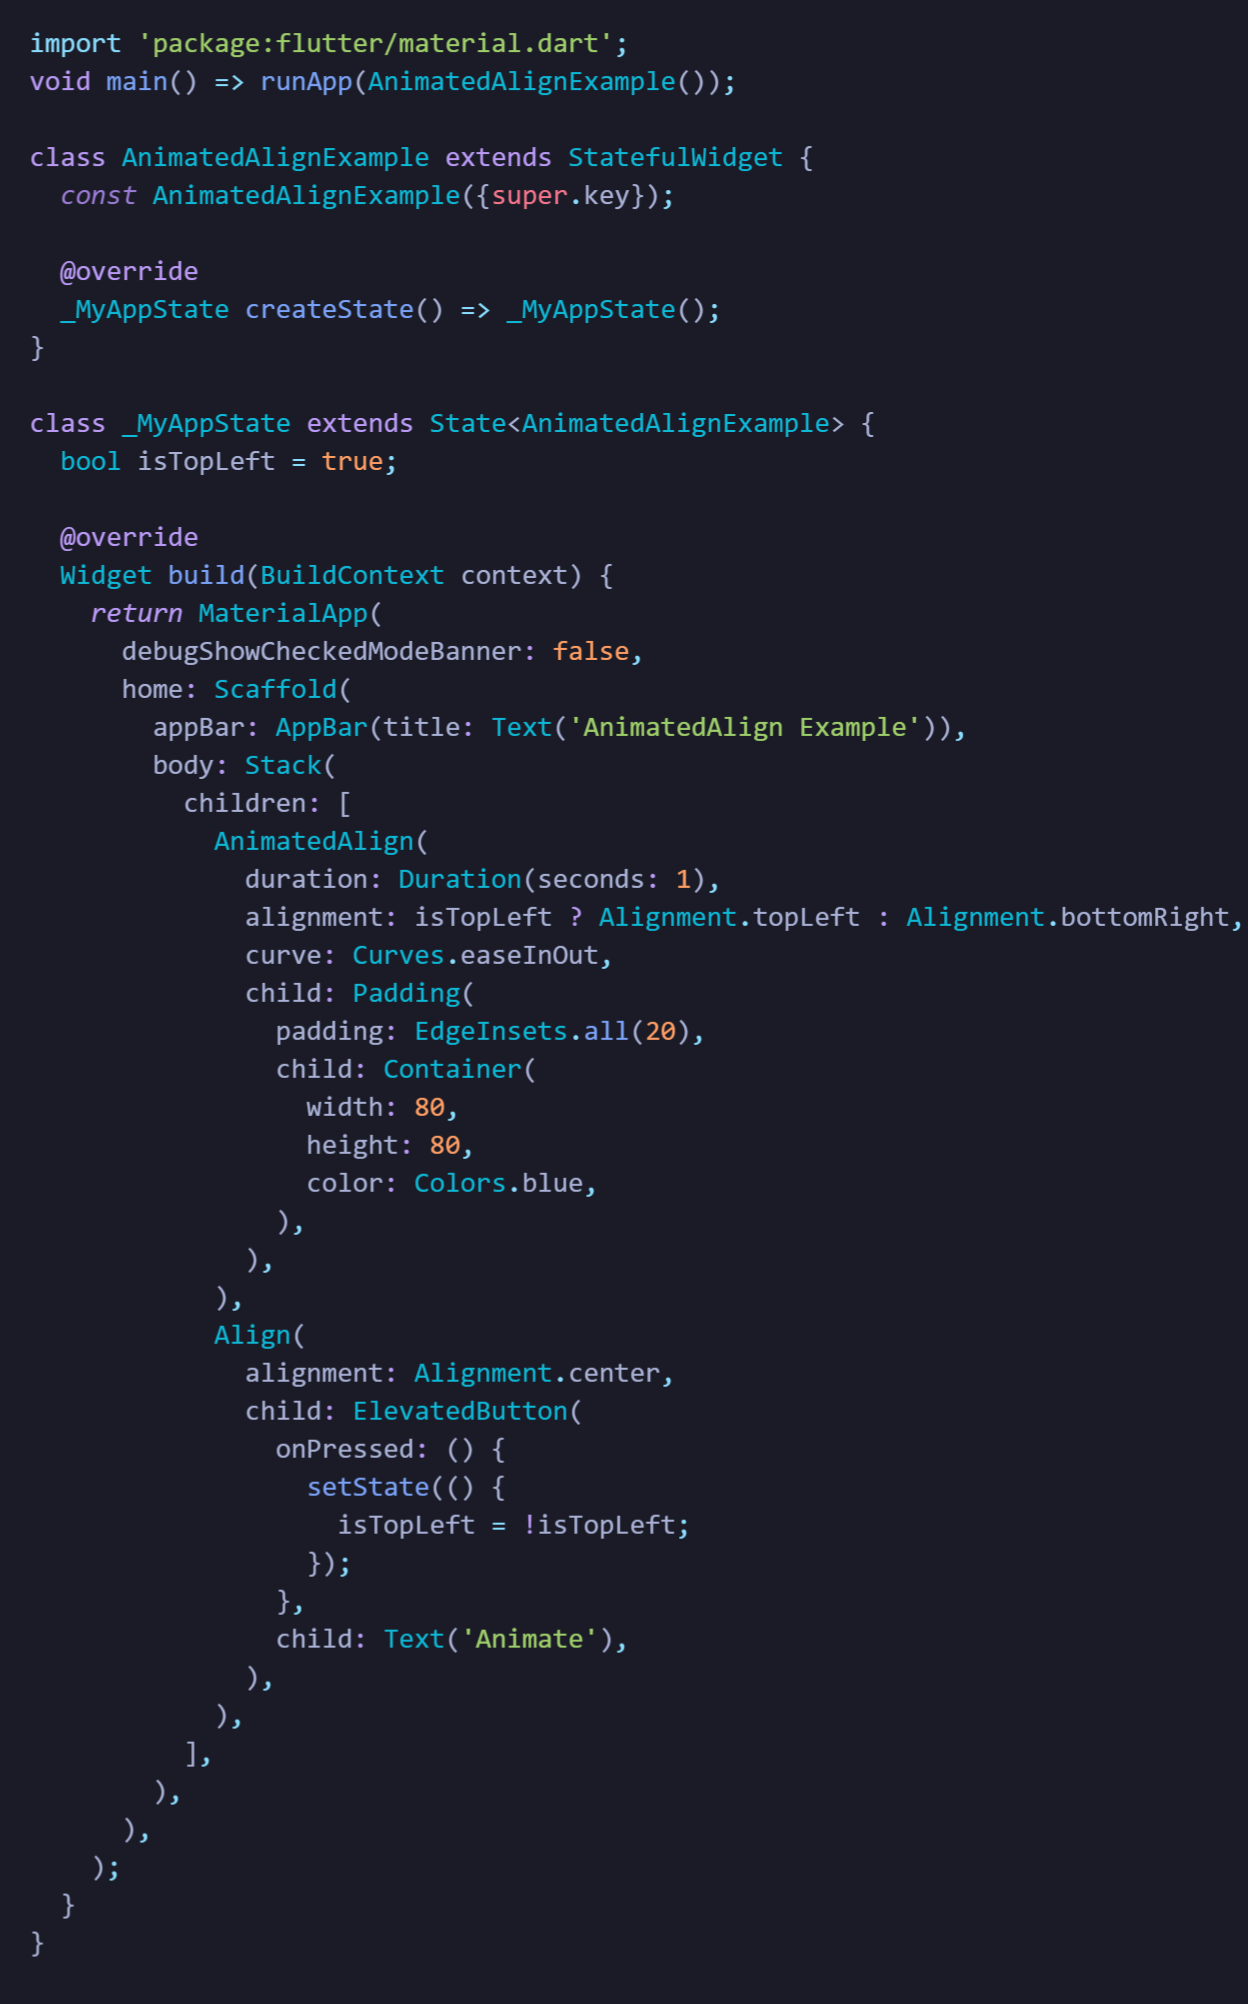 import 'package:flutter/material.dart';
void main() => runApp(AnimatedAlignExample());

class AnimatedAlignExample extends StatefulWidget {
  const AnimatedAlignExample({super.key});

  @override
  _MyAppState createState() => _MyAppState();
}

class _MyAppState extends State<AnimatedAlignExample> {
  bool isTopLeft = true;

  @override
  Widget build(BuildContext context) {
    return MaterialApp(
      debugShowCheckedModeBanner: false,
      home: Scaffold(
        appBar: AppBar(title: Text('AnimatedAlign Example')),
        body: Stack(
          children: [
            AnimatedAlign(
              duration: Duration(seconds: 1),
              alignment: isTopLeft ? Alignment.topLeft : Alignment.bottomRight,
              curve: Curves.easeInOut,
              child: Padding(
                padding: EdgeInsets.all(20),
                child: Container(
                  width: 80,
                  height: 80,
                  color: Colors.blue,
                ),
              ),
            ),
            Align(
              alignment: Alignment.center,
              child: ElevatedButton(
                onPressed: () {
                  setState(() {
                    isTopLeft = !isTopLeft;
                  });
                },
                child: Text('Animate'),
              ),
            ),
          ],
        ),
      ),
    );
  }
}